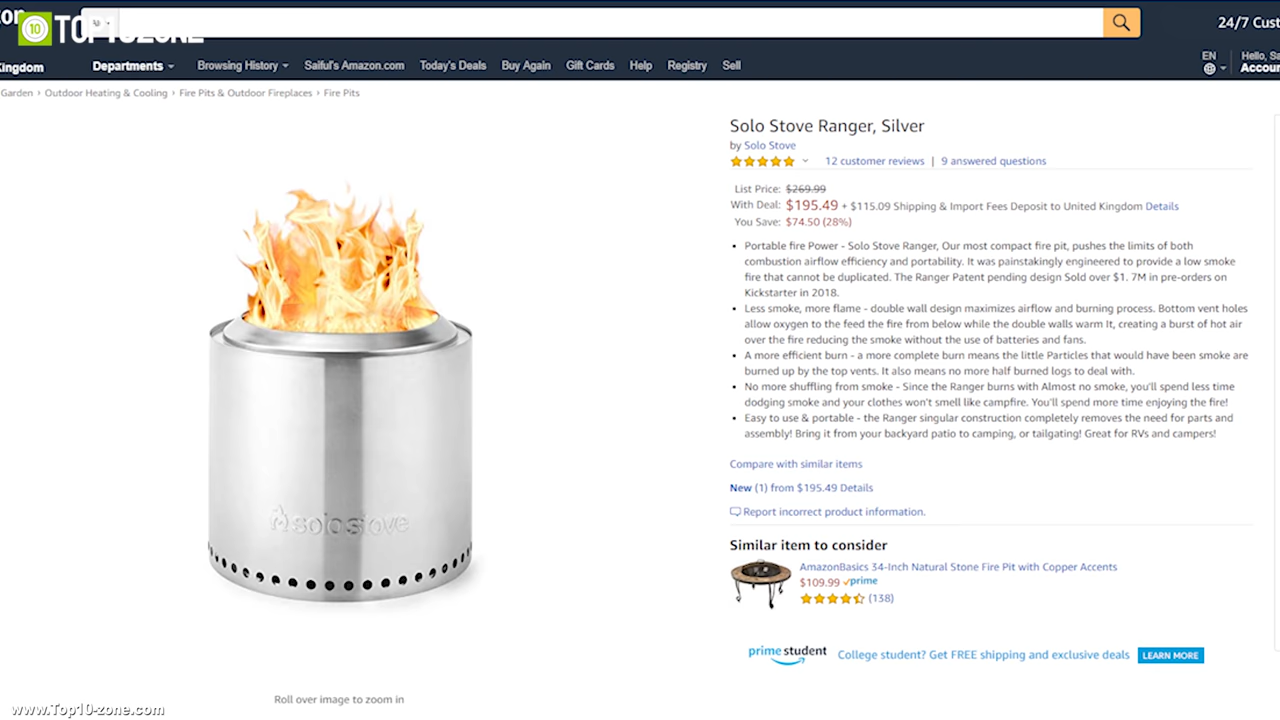 zon
10 TOP10ZONE
24/7 Cust
Kingdom
Departments
Browsing History
Saiful's Amazon.com
Today's Deals
Buy Again
Gift Cards
Help
Registry
Sell
EN
Hello, Sa
Accoun
Garden › Outdoor Heating & Cooling › Fire Pits & Outdoor Fireplaces › Fire Pits
Solo Stove Ranger, Silver
by Solo Stove
12 customer reviews | 9 answered questions
List Price: $269.99
With Deal: $195.49 + $115.09 Shipping & Import Fees Deposit to United Kingdom Details
You Save: $74.50 (28%)
• Portable fire Power - Solo Stove Ranger, Our most compact fire pit, pushes the limits of both
combustion airflow efficiency and portability. It was painstakingly engineered to provide a low smoke
fire that cannot be duplicated. The Ranger Patent pending design Sold over $1. 7M in pre-orders on
Kickstarter in 2018.
• Less smoke, more flame - double wall design maximizes airflow and burning process. Bottom vent holes
allow oxygen to the feed the fire from below while the double walls warm It, creating a burst of hot air
over the fire reducing the smoke without the use of batteries and fans.
• A more efficient burn - a more complete burn means the little Particles that would have been smoke are
burned up by the top vents. It also means no more half burned logs to deal with.
• No more shuffling from smoke - Since the Ranger burns with Almost no smoke, you'll spend less time
dodging smoke and your clothes won't smell like campfire. You'll spend more time enjoying the fire!
• Easy to use & portable - the Ranger singular construction completely removes the need for parts and
assembly! Bring it from your backyard patio to camping, or tailgating! Great for RVs and campers!
Compare with similar items
New (1) from $195.49 Details
Report incorrect product information.
Similar item to consider
AmazonBasics 34-Inch Natural Stone Fire Pit with Copper Accents
$109.99 prime
(138)
prime student
College student? Get FREE shipping and exclusive deals
LEARN MORE
solo stove
Roll over image to zoom in
www.Top10-zone.com